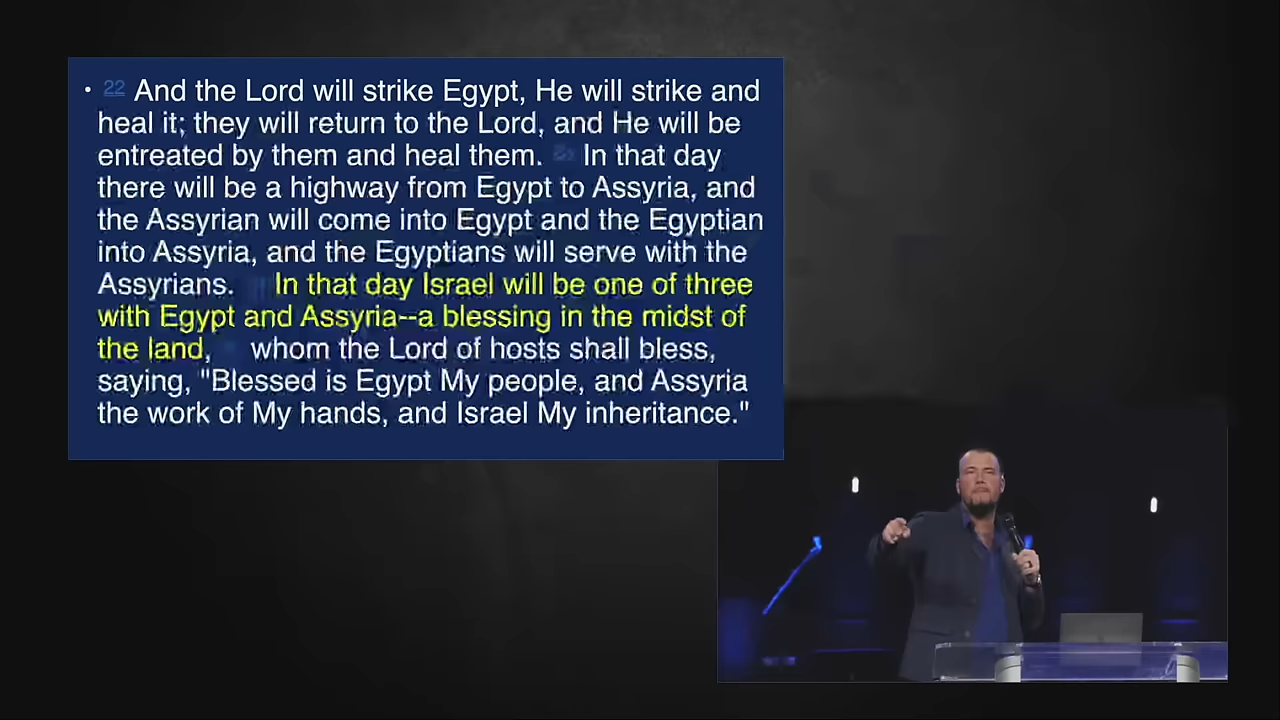 • 22 And the Lord will strike Egypt, He will strike and
heal it; they will return to the Lord, and He will be
entreated by them and heal them. In that day
there will be a highway from Egypt to Assyria, and
the Assyrian will come into Egypt and the Egyptian
into Assyria, and the Egyptians will serve with the
Assyrians. In that day Israel will be one of three
with Egypt and Assyria--a blessing in the midst of
the land, whom the Lord of hosts shall bless,
saying, "Blessed is Egypt My people, and Assyria
the work of My hands, and Israel My inheritance."